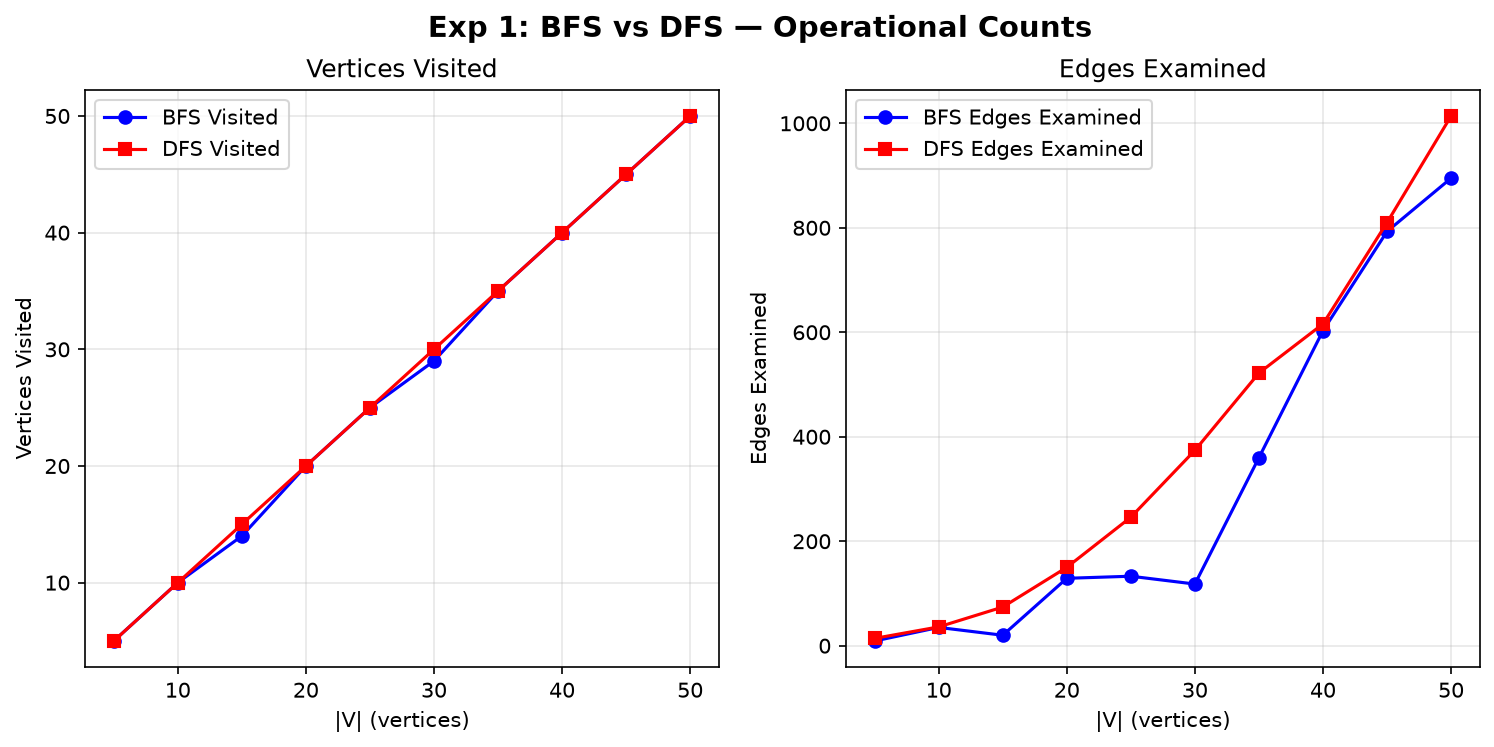 Exp 1: BFS vs DFS — Operational Counts
Vertices Visited
BFS Visited
DFS Visited
50
40
30
20
10
Vertices Visited
10 20 30 40 50
|V| (vertices)
Edges Examined
BFS Edges Examined
DFS Edges Examined
1000
800
600
400
200
0
Edges Examined
10 20 30 40 50
|V| (vertices)